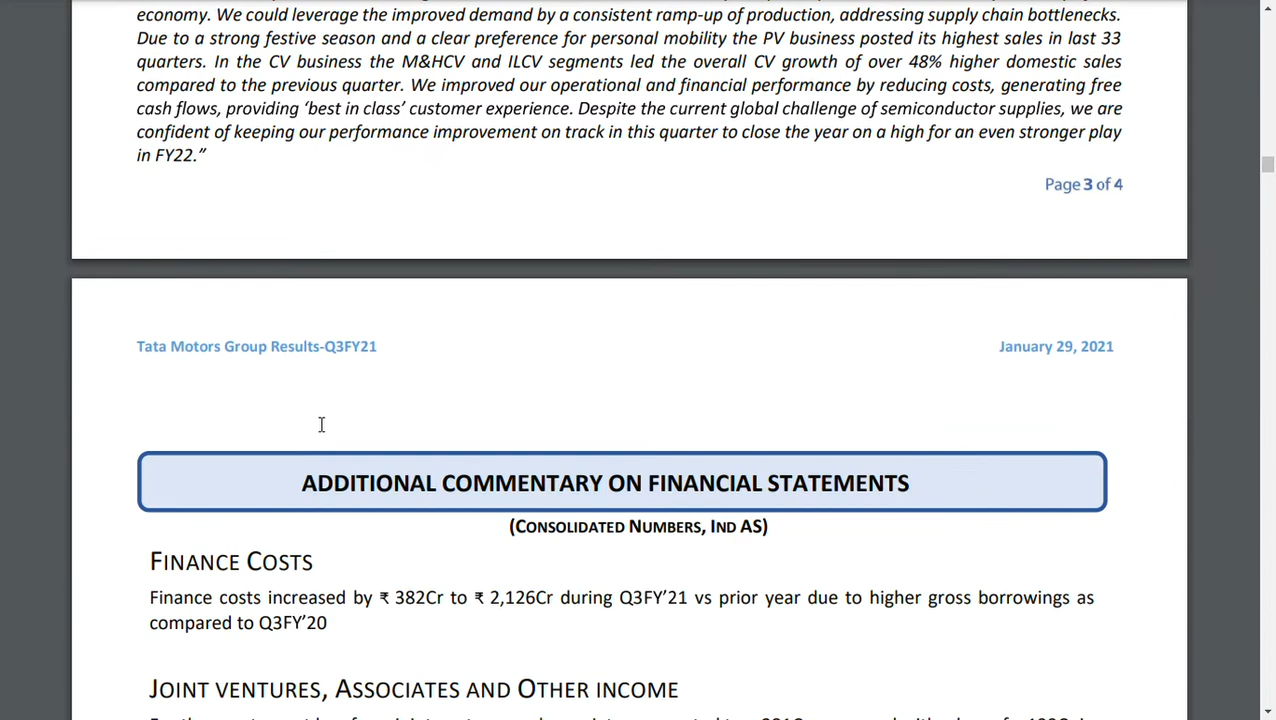 economy. We could leverage the improved demand by a consistent ramp-up of production, addressing supply chain bottlenecks.
Due to a strong festive season and a clear preference for personal mobility the PV business posted its highest sales in last 33
quarters. In the CV business the M&HCV and ILCV segments led the overall CV growth of over 48% higher domestic sales
compared to the previous quarter. We improved our operational and financial performance by reducing costs, generating free
cash flows, providing ‘best in class’ customer experience. Despite the current global challenge of semiconductor supplies, we are
confident of keeping our performance improvement on track in this quarter to close the year on a high for an even stronger play
in FY22.”
Page 3 of 4
Tata Motors Group Results-Q3FY21 January 29, 2021
ADDITIONAL COMMENTARY ON FINANCIAL STATEMENTS
(CONSOLIDATED NUMBERS, IND AS)
FINANCE COSTS
Finance costs increased by ₹ 382Cr to ₹ 2,126Cr during Q3FY’21 vs prior year due to higher gross borrowings as
compared to Q3FY’20
JOINT VENTURES, ASSOCIATES AND OTHER INCOME